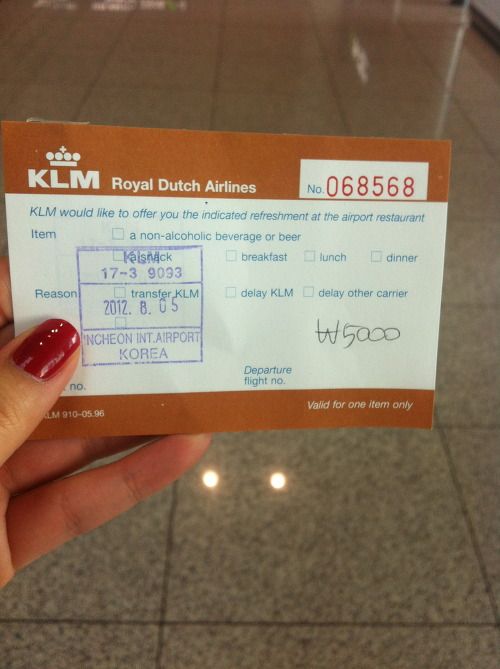 KLM Royal Dutch Airlines
No. 068568
KLM would like to offer you the indicated refreshment at the airport restaurant
Item a non-alcoholic beverage or beer
a snack breakfast lunch dinner
KLM
17-3 9093
Reason transfer KLM delay KLM delay other carrier
2012. 8. 05
₩5000
INCHEON INT.AIRPORT
KOREA
Departure
no. flight no.
KLM 910-05.96
Valid for one item only